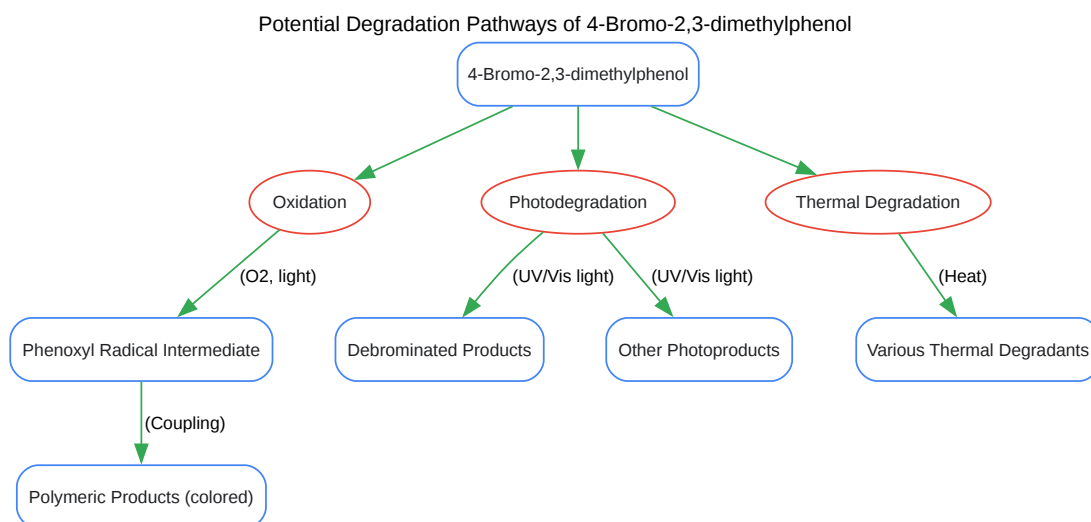 Potential Degradation Pathways of 4-Bromo-2,3-dimethylphenol
4-Bromo-2,3-dimethylphenol
Oxidation
Photodegradation
Thermal Degradation
(O2, light)
(UV/Vis light)
(UV/Vis light)
(Heat)
Phenoxyl Radical Intermediate
Debrominated Products
Other Photoproducts
Various Thermal Degradants
(Coupling)
Polymeric Products (colored)